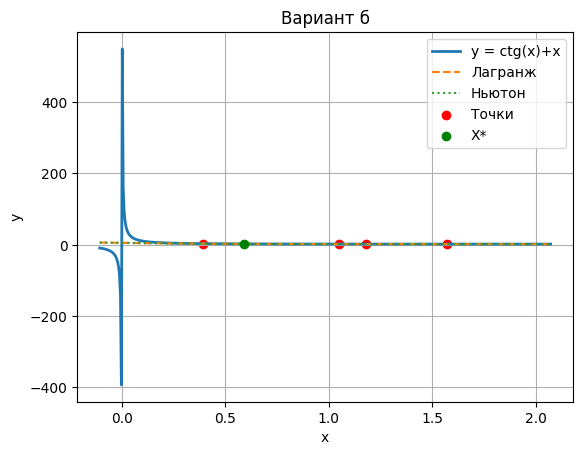 Вариант б
y = ctg(x)+x
Лагранж
Ньютон
Точки
X*
y
400
200
0
−200
−400
0.0 0.5 1.0 1.5 2.0
x